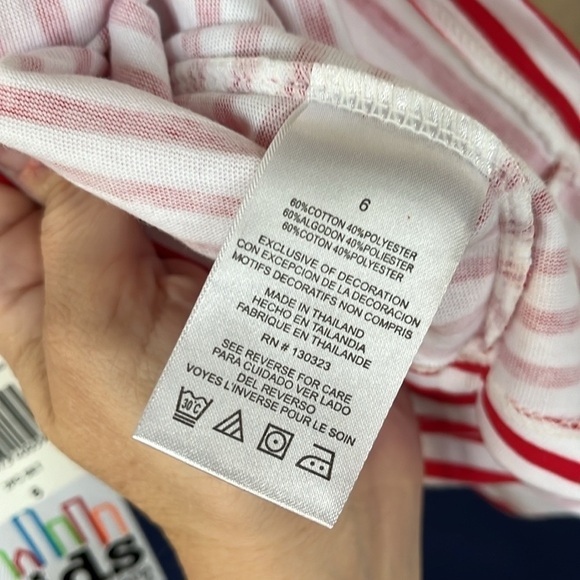 6
60%COTTON 40%POLYESTER
60%ALGODON 40%POLIESTER
60%COTON 40%POLYESTER
EXCLUSIVE OF DECORATION
CON EXCEPCIÓN DE LA DECORACION
MOTIFS DECORATIFS NON COMPRIS
MADE IN THAILAND
HECHO EN TAILANDIA
FABRIQUE EN THAILANDE
RN # 130323
SEE REVERSE FOR CARE
PARA CUIDADO VER LADO
DEL REVERSO
VOYES L'INVERSE POUR LE SOIN
30°C
kids